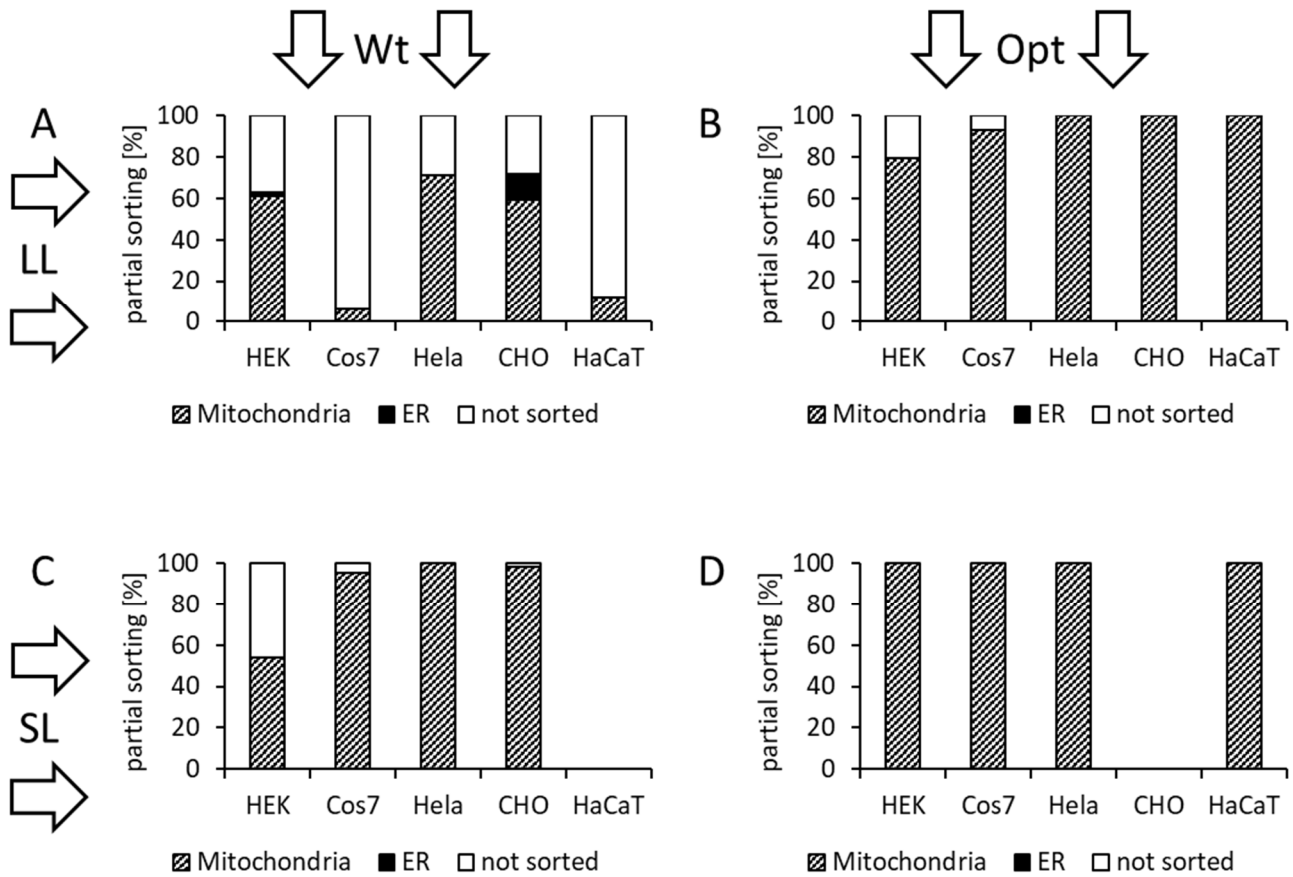 Wt
Opt
A
LL
partial sorting [%]
100
80
60
40
20
0
HEK Cos7 Hela CHO HaCaT
Mitochondria ER not sorted
B
partial sorting [%]
100
80
60
40
20
0
HEK Cos7 Hela CHO HaCaT
Mitochondria ER not sorted
C
SL
partial sorting [%]
100
80
60
40
20
0
HEK Cos7 Hela CHO HaCaT
Mitochondria ER not sorted
D
partial sorting [%]
100
80
60
40
20
0
HEK Cos7 Hela CHO HaCaT
Mitochondria ER not sorted